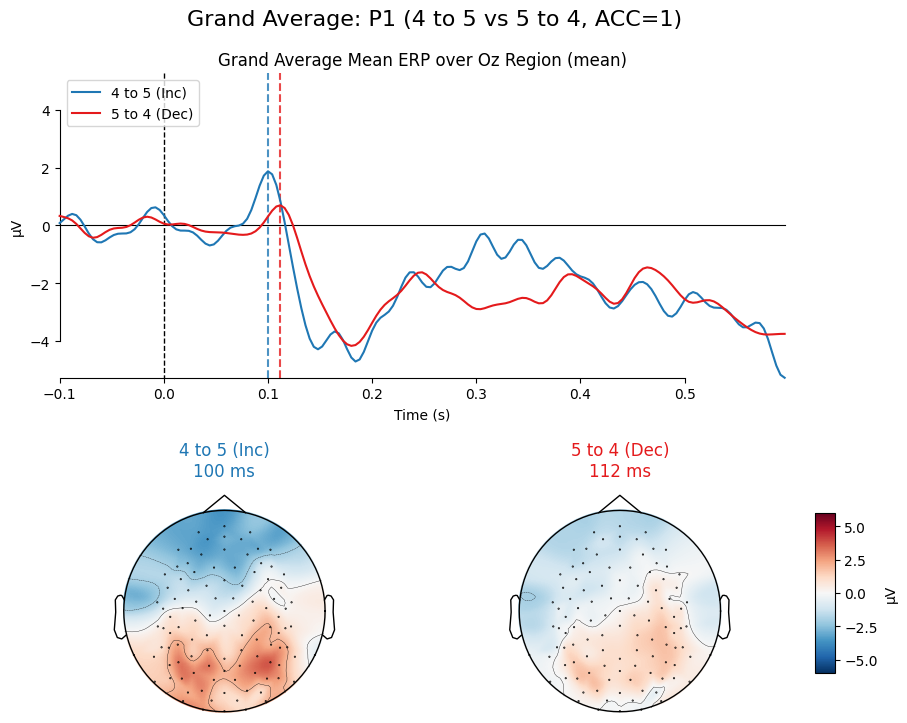 Grand Average: P1 (4 to 5 vs 5 to 4, ACC=1)
Grand Average Mean ERP over Oz Region (mean)
4 to 5 (Inc)
5 to 4 (Dec)
4
2
0
−2
−4
µV
−0.1 0.0 0.1 0.2 0.3 0.4 0.5
Time (s)
4 to 5 (Inc)
100 ms
5 to 4 (Dec)
112 ms
5.0
2.5
0.0
−2.5
−5.0
µV